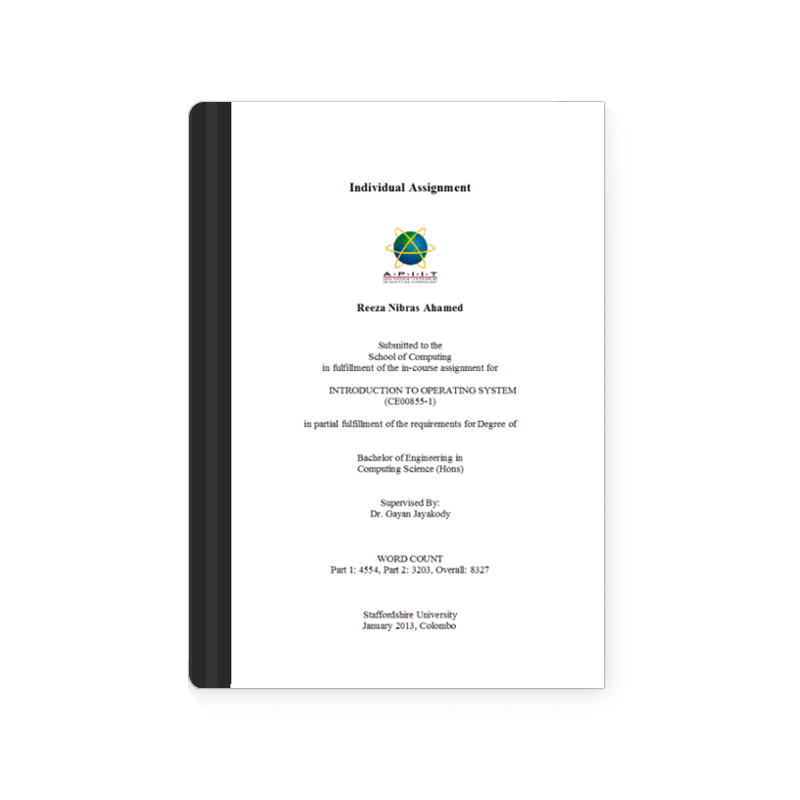 Individual Assignment
A·P·I·I·T
Reeza Nibras Ahamed
Submitted to the
School of Computing
in fulfillment of the in-course assignment for
INTRODUCTION TO OPERATING SYSTEM
(CE00855-1)
in partial fulfillment of the requirements for Degree of
Bachelor of Engineering in
Computing Science (Hons)
Supervised By:
Dr. Gayan Jayakody
WORD COUNT
Part 1: 4554, Part 2: 3203, Overall: 8327
Staffordshire University
January 2013, Colombo